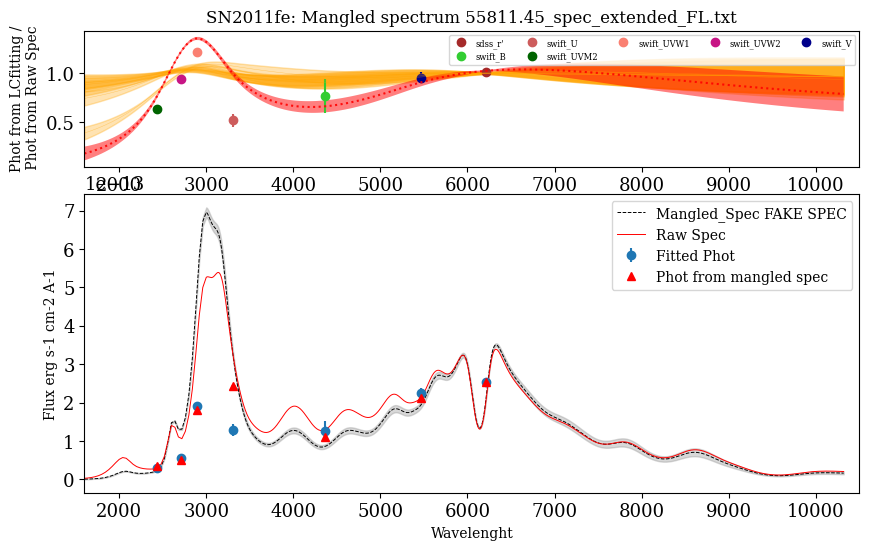 SN2011fe: Mangled spectrum 55811.45_spec_extended_FL.txt
Phot from LCfitting /
Phot from Raw Spec
1.0
0.5
sdss_r'
swift_B
swift_U
swift_UVM2
swift_UVW1
swift_UVW2
swift_V
2000 3000 4000 5000 6000 7000 8000 9000 10000
Flux erg s-1 cm-2 A-1
7
6
5
4
3
2
1
0
Mangled_Spec FAKE SPEC
Raw Spec
Fitted Phot
Phot from mangled spec
2000 3000 4000 5000 6000 7000 8000 9000 10000
Wavelenght